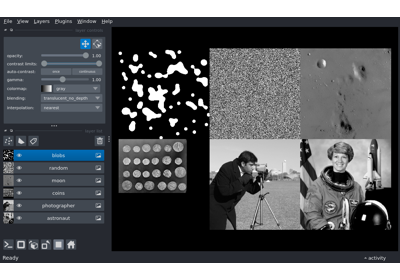 File View Layers Plugins Window Help
opacity: 1.00
contrast limits:
auto-contrast: once continuous
gamma: 1.00
colormap: gray
blending: translucent_no_depth
interpolation: nearest
blobs
random
moon
coins
photographer
astronaut
Ready
activity